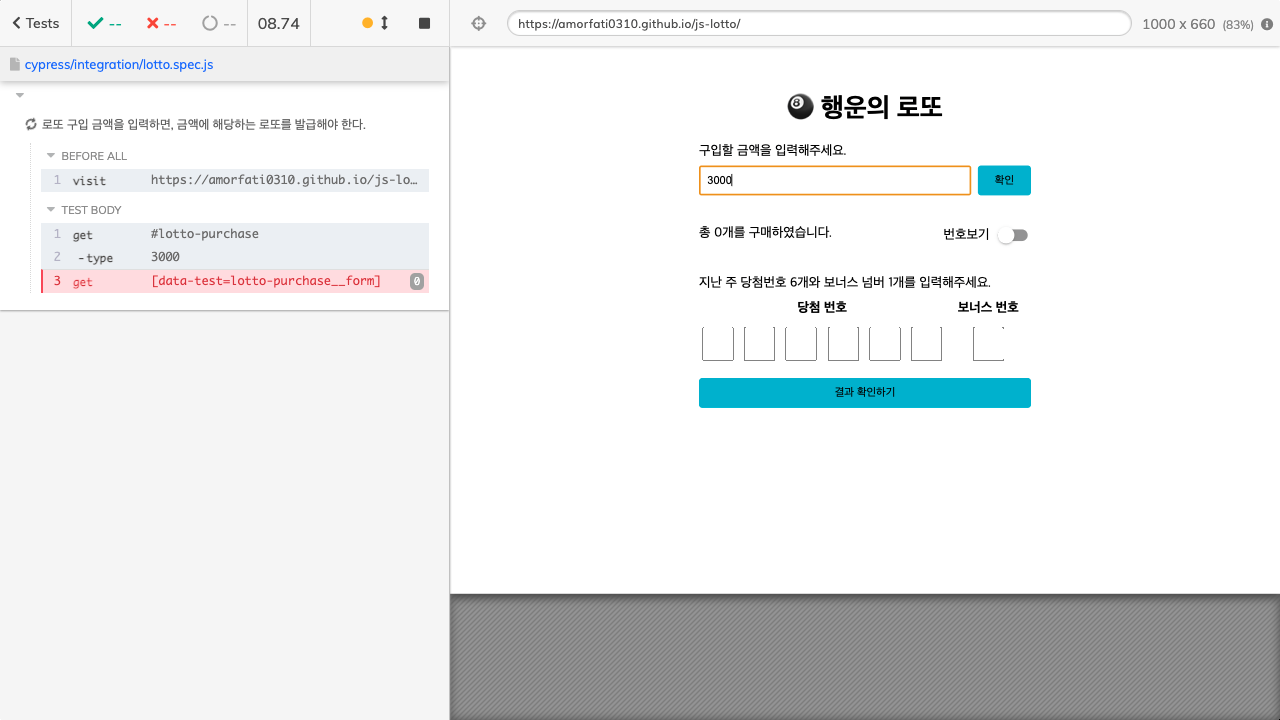 Tests
--
--
--
08.74
https://amorfati0310.github.io/js-lotto/
1000 x 660 (83%)
cypress/integration/lotto.spec.js
로또 구입 금액을 입력하면, 금액에 해당하는 로또를 발급해야 한다.
BEFORE ALL
1 visit https://amorfati0310.github.io/js-lo…
TEST BODY
1 get #lotto-purchase
2 -type 3000
3 get [data-test=lotto-purchase__form] 0
행운의 로또
구입할 금액을 입력해주세요.
3000 확인
총 0개를 구매하였습니다. 번호보기
지난 주 당첨번호 6개와 보너스 넘버 1개를 입력해주세요.
당첨 번호 보너스 번호
결과 확인하기